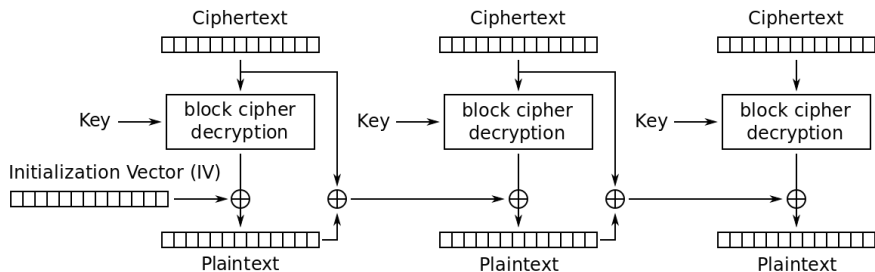 Ciphertext
Ciphertext
Ciphertext
Key
block cipher
decryption
Key
block cipher
decryption
Key
block cipher
decryption
Initialization Vector (IV)
Plaintext
Plaintext
Plaintext